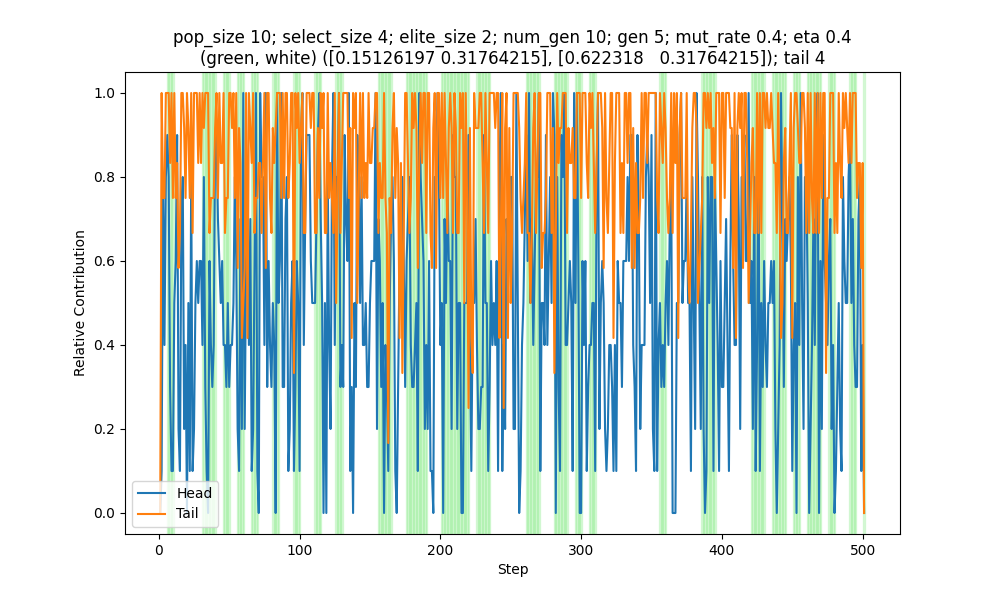 pop_size 10; select_size 4; elite_size 2; num_gen 10; gen 5; mut_rate 0.4; eta 0.4
(green, white) ([0.15126197 0.31764215], [0.622318   0.31764215]); tail 4
1.0
0.8
0.6
0.4
0.2
0.0
Relative Contribution
Head
Tail
0
100
200
300
400
500
Step